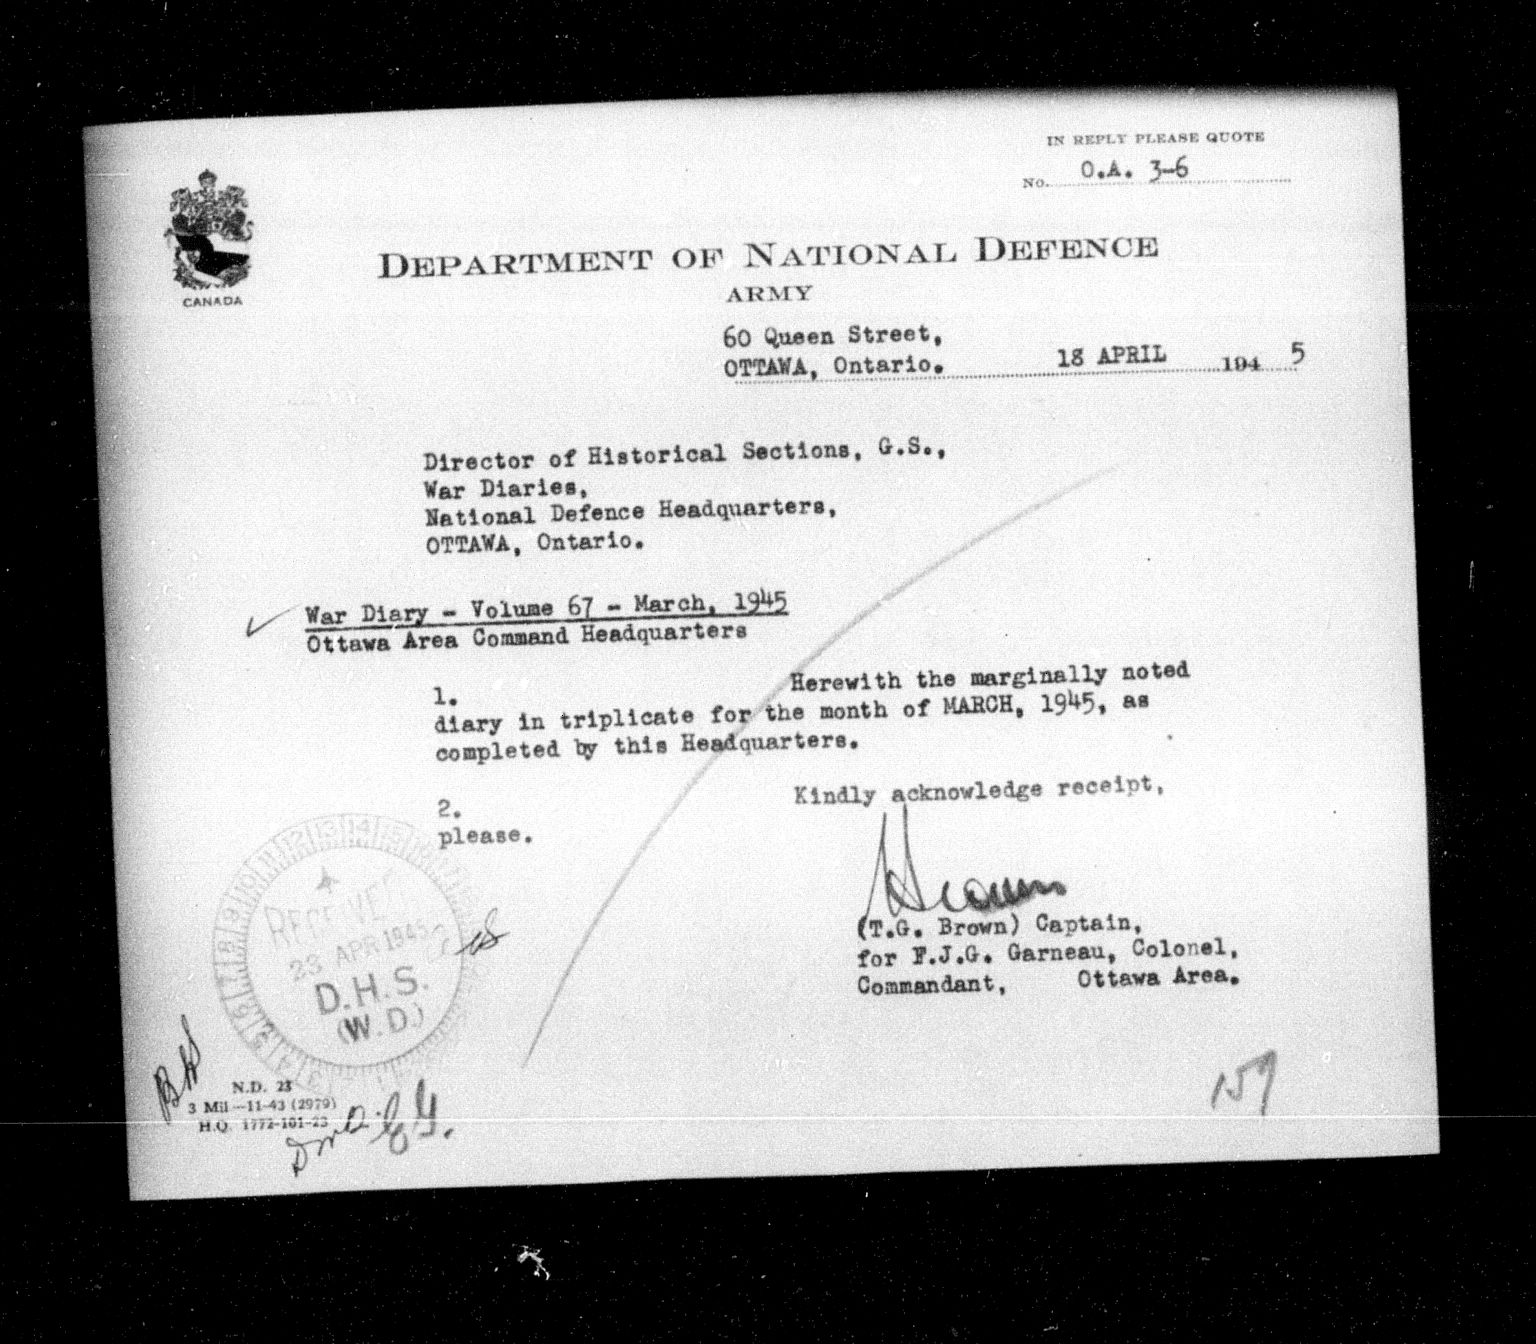 IN REPLY PLEASE QUOTE
No. O.A. 3-6
CANADA
DEPARTMENT OF NATIONAL DEFENCE
ARMY
60 Queen Street,
OTTAWA, Ontario. 18 APRIL 194 5
Director of Historical Sections, G.S.,
War Diaries,
National Defence Headquarters,
OTTAWA, Ontario.
War Diary - Volume 67 - March, 1945
Ottawa Area Command Headquarters
1. Herewith the marginally noted
diary in triplicate for the month of MARCH, 1945, as
completed by this Headquarters.
2. Kindly acknowledge receipt,
please.
(T.G. Brown) Captain,
for F.J.G. Garneau, Colonel,
Commandant, Ottawa Area.
RECEIVED
23 APR 1945
D.H.S.
(W.D.)
N.D. 23
3 Mil—11-43 (2979)
H.Q. 1772-101-23
157